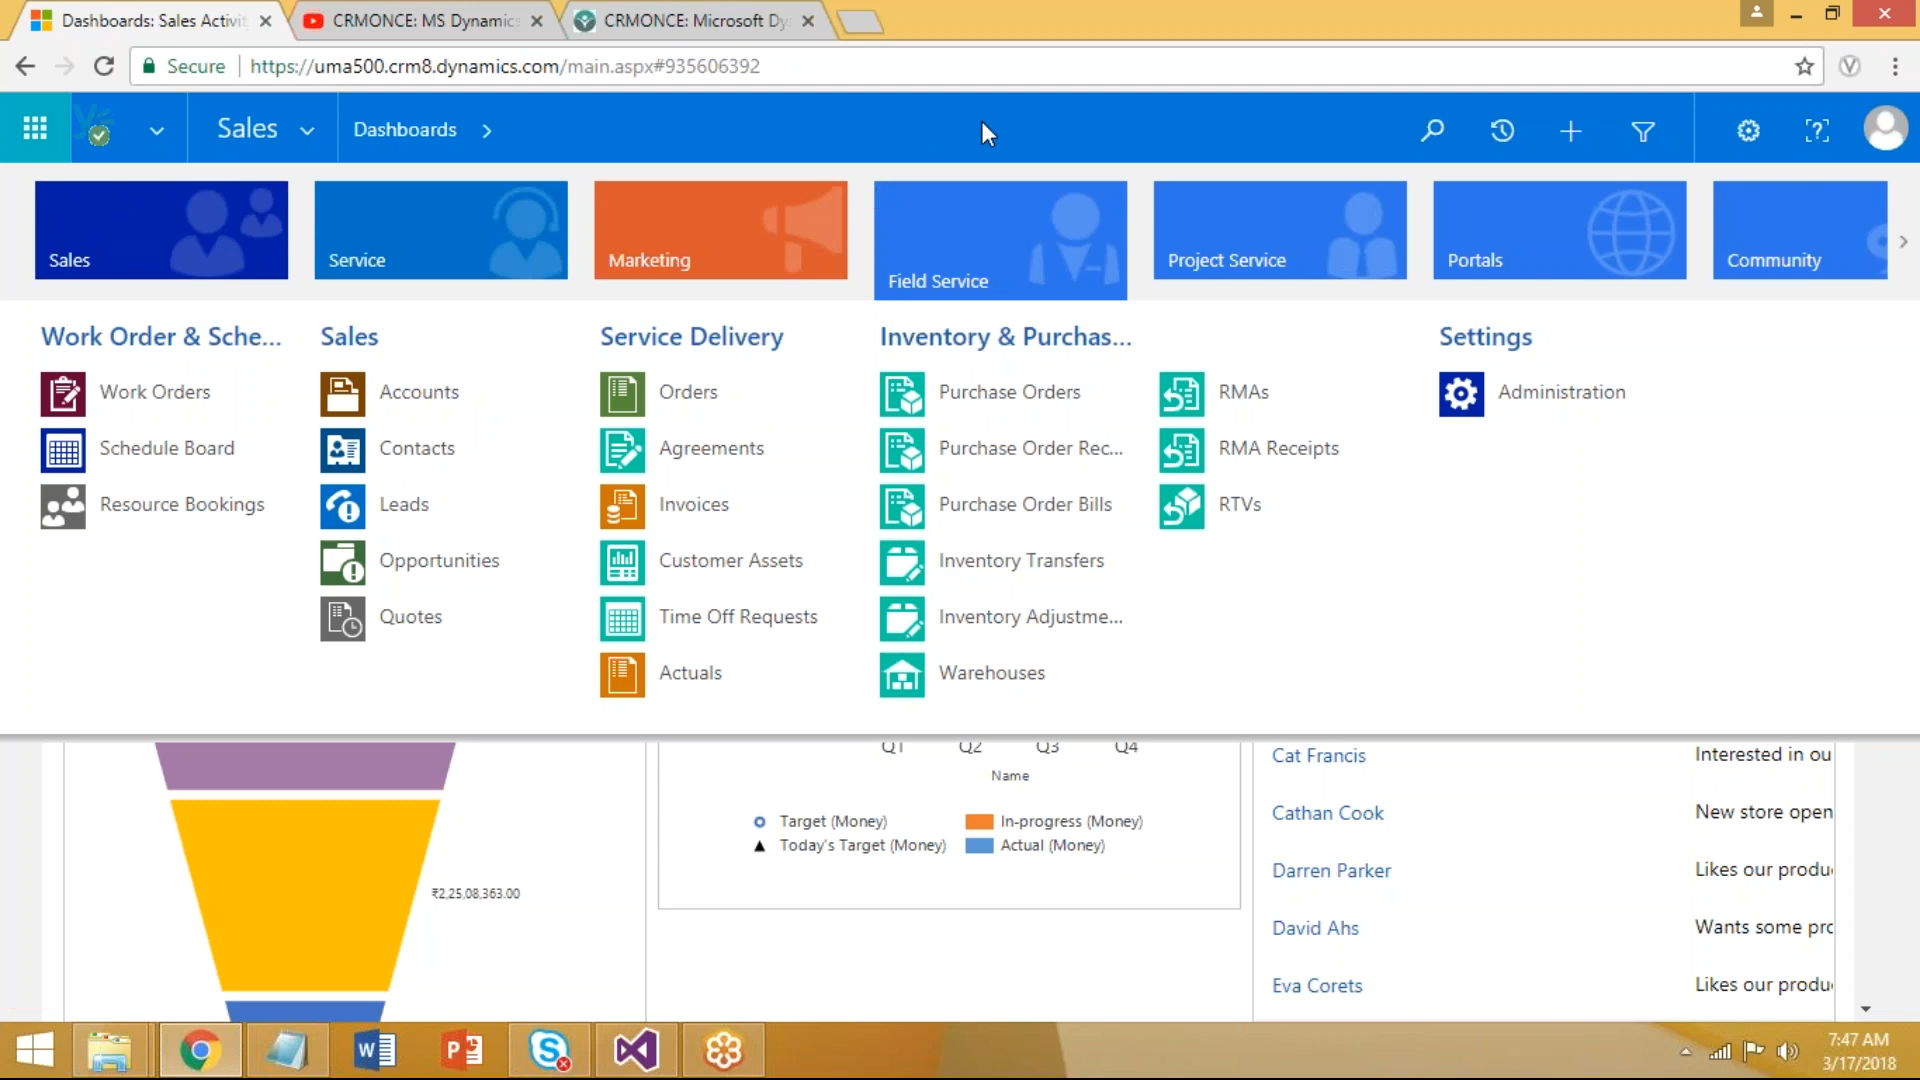 Dashboards: Sales Activit
CRMONCE: MS Dynamics
CRMONCE: Microsoft Dy
Secure
https://uma500.crm8.dynamics.com/main.aspx#935606392
Sales
Dashboards
Sales
Service
Marketing
Field Service
Project Service
Portals
Community
Work Order & Sche...
Work Orders
Schedule Board
Resource Bookings
Sales
Accounts
Contacts
Leads
Opportunities
Quotes
Service Delivery
Orders
Agreements
Invoices
Customer Assets
Time Off Requests
Actuals
Inventory & Purchas...
Purchase Orders
Purchase Order Rec...
Purchase Order Bills
Inventory Transfers
Inventory Adjustme...
Warehouses
RMAs
RMA Receipts
RTVs
Settings
Administration
₹2,25,08,363.00
Q1 Q2 Q3 Q4
Name
Target (Money)
In-progress (Money)
Today's Target (Money)
Actual (Money)
Cat Francis
Interested in ou
Cathan Cook
New store open
Darren Parker
Likes our produ
David Ahs
Wants some pro
Eva Corets
Likes our produ
7:47 AM
3/17/2018